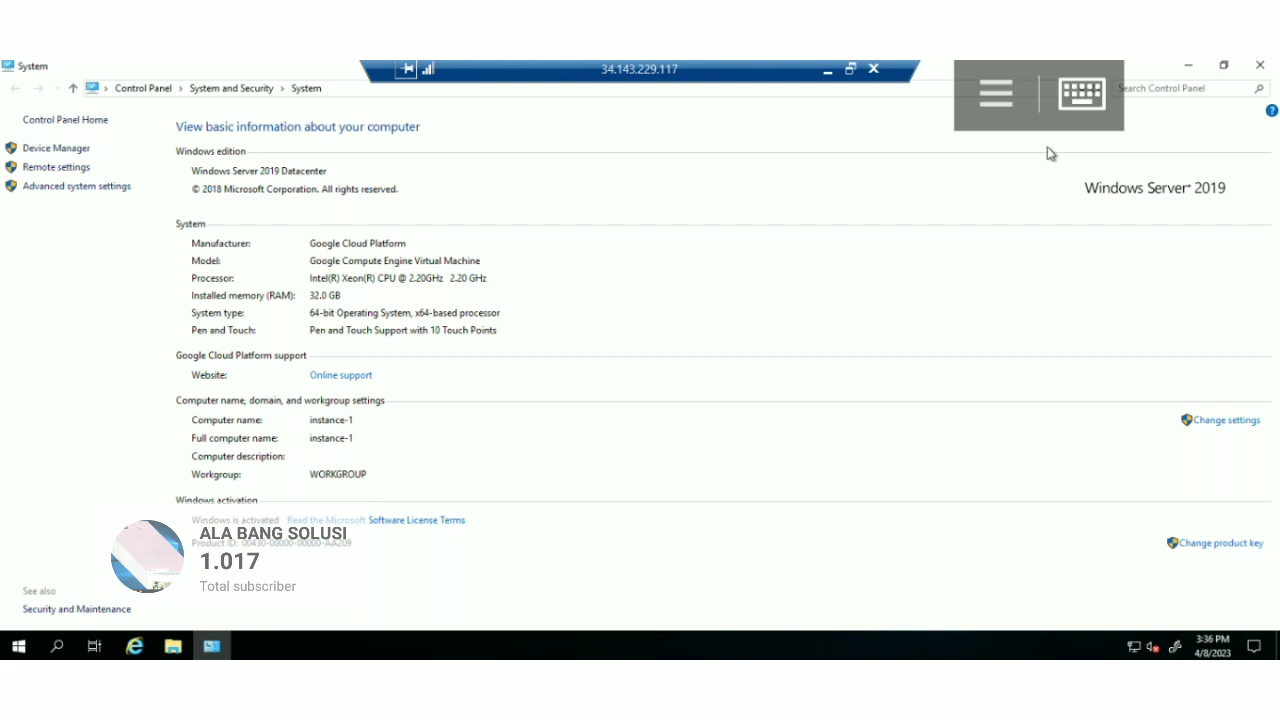 System
34.143.229.117
Control Panel > System and Security > System
Search Control Panel
Control Panel Home
Device Manager
Remote settings
Advanced system settings
View basic information about your computer
Windows edition
Windows Server 2019 Datacenter
© 2018 Microsoft Corporation. All rights reserved.
Windows Server 2019
System
Manufacturer: Google Cloud Platform
Model: Google Compute Engine Virtual Machine
Processor: Intel(R) Xeon(R) CPU @ 2.20GHz 2.20 GHz
Installed memory (RAM): 32.0 GB
System type: 64-bit Operating System, x64-based processor
Pen and Touch: Pen and Touch Support with 10 Touch Points
Google Cloud Platform support
Website: Online support
Computer name, domain, and workgroup settings
Computer name: instance-1
Change settings
Full computer name: instance-1
Computer description:
Workgroup: WORKGROUP
Windows activation
Windows is activated Read the Microsoft Software License Terms
Product ID: 00430-00000-00000-AA209
Change product key
ALA BANG SOLUSI
1.017
Total subscriber
See also
Security and Maintenance
3:36 PM
4/8/2023